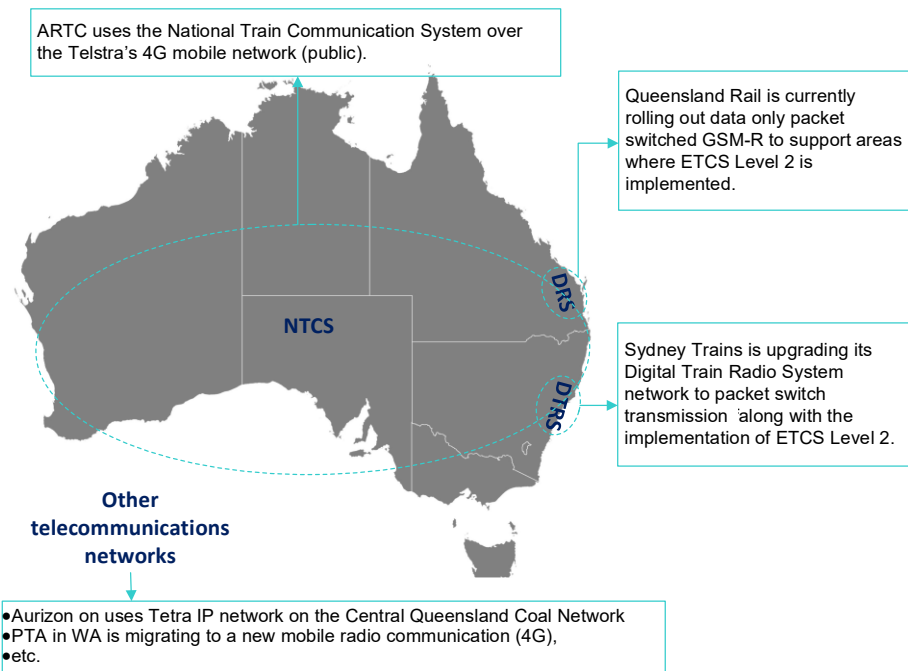 ARTC uses the National Train Communication System over
the Telstra's 4G mobile network (public).
Queensland Rail is currently
rolling out data only packet
switched GSM-R to support areas
where ETCS Level 2 is
implemented.
DRS
NTCS
Sydney Trains is upgrading its
Digital Train Radio System
network to packet switch
transmission along with the
implementation of ETCS Level 2.
DTRS
Other
telecommunications
networks
●Aurizon on uses Tetra IP network on the Central Queensland Coal Network
●PTA in WA is migrating to a new mobile radio communication (4G),
●etc.